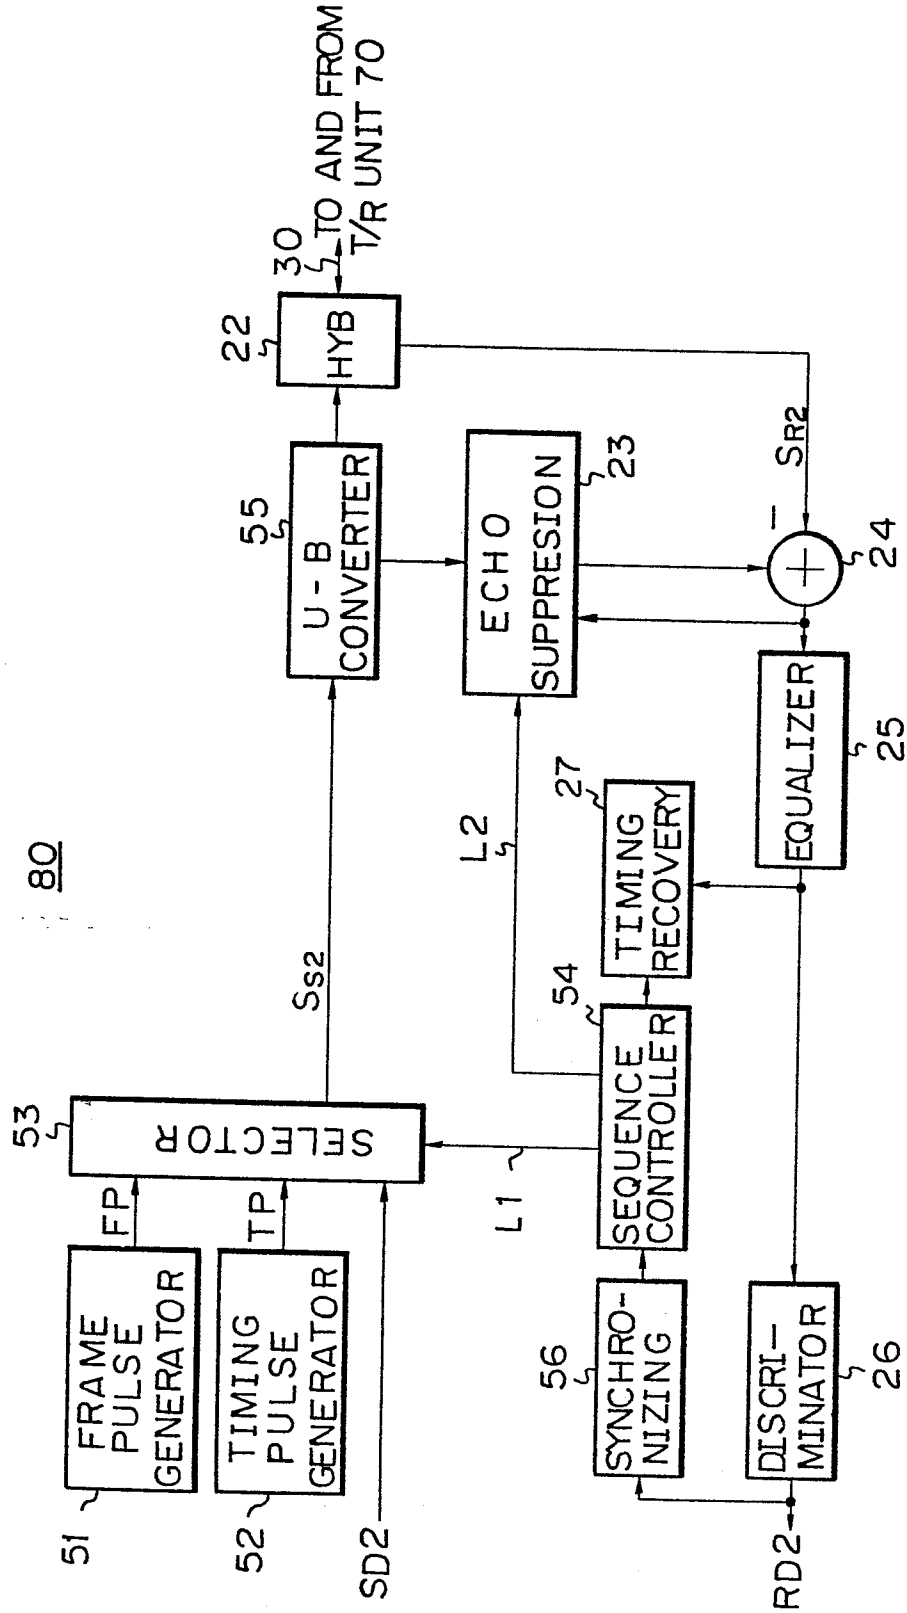 80
51
FRAME
PULSE
GENERATOR
FP
52
TIMING
PULSE
GENERATOR
TP
SD2
53
SELECTOR
SS2
55
U-B
CONVERTER
22
HYB
30
TO AND FROM
T/R UNIT 70
L1
L2
ECHO
SUPPRESION
23
56
SYNCHRO-
NIZING
54
SEQUENCE
CONTROLLER
27
TIMING
RECOVERY
RD2
DISCRI-
MINATOR
26
EQUALIZER
25
+
24
−
SR2